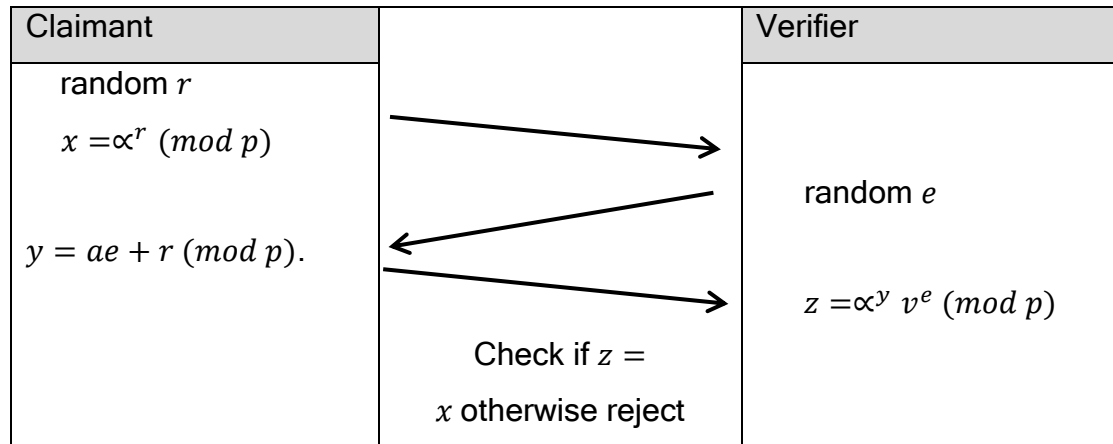 Claimant
Verifier
random 𝑟
𝑥 =∝^𝑟 (𝑚𝑜𝑑 𝑝)
random 𝑒
𝑦 = 𝑎𝑒 + 𝑟 (𝑚𝑜𝑑 𝑝).
𝑧 =∝^𝑦 𝑣^𝑒 (𝑚𝑜𝑑 𝑝)
Check if 𝑧 =
𝑥 otherwise reject